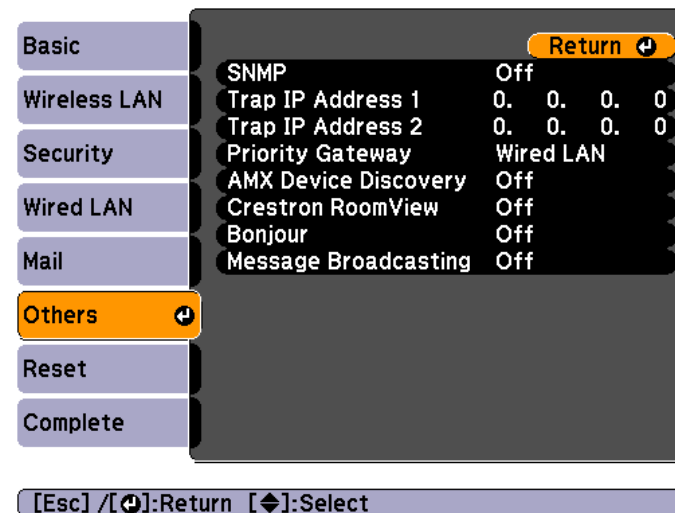 Basic
Wireless LAN
Security
Wired LAN
Mail
Others
Reset
Complete
Return
SNMP Off
Trap IP Address 1 0. 0. 0. 0
Trap IP Address 2 0. 0. 0. 0
Priority Gateway Wired LAN
AMX Device Discovery Off
Crestron RoomView Off
Bonjour Off
Message Broadcasting Off
[Esc] /[⏎]:Return [◆]:Select